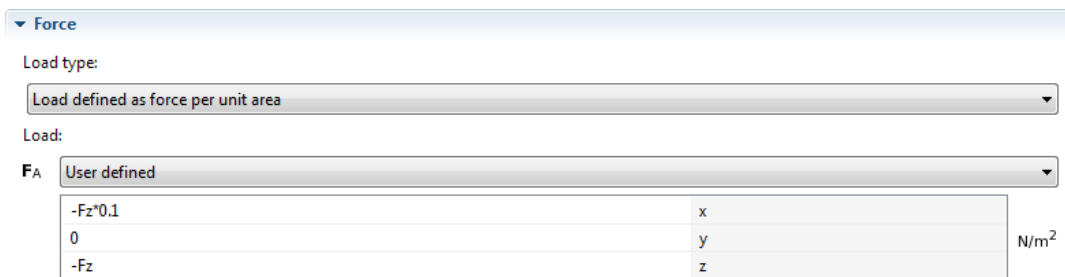 Force
Load type:
Load defined as force per unit area
Load:
FA User defined
-Fz*0.1 x
0 y N/m²
-Fz z